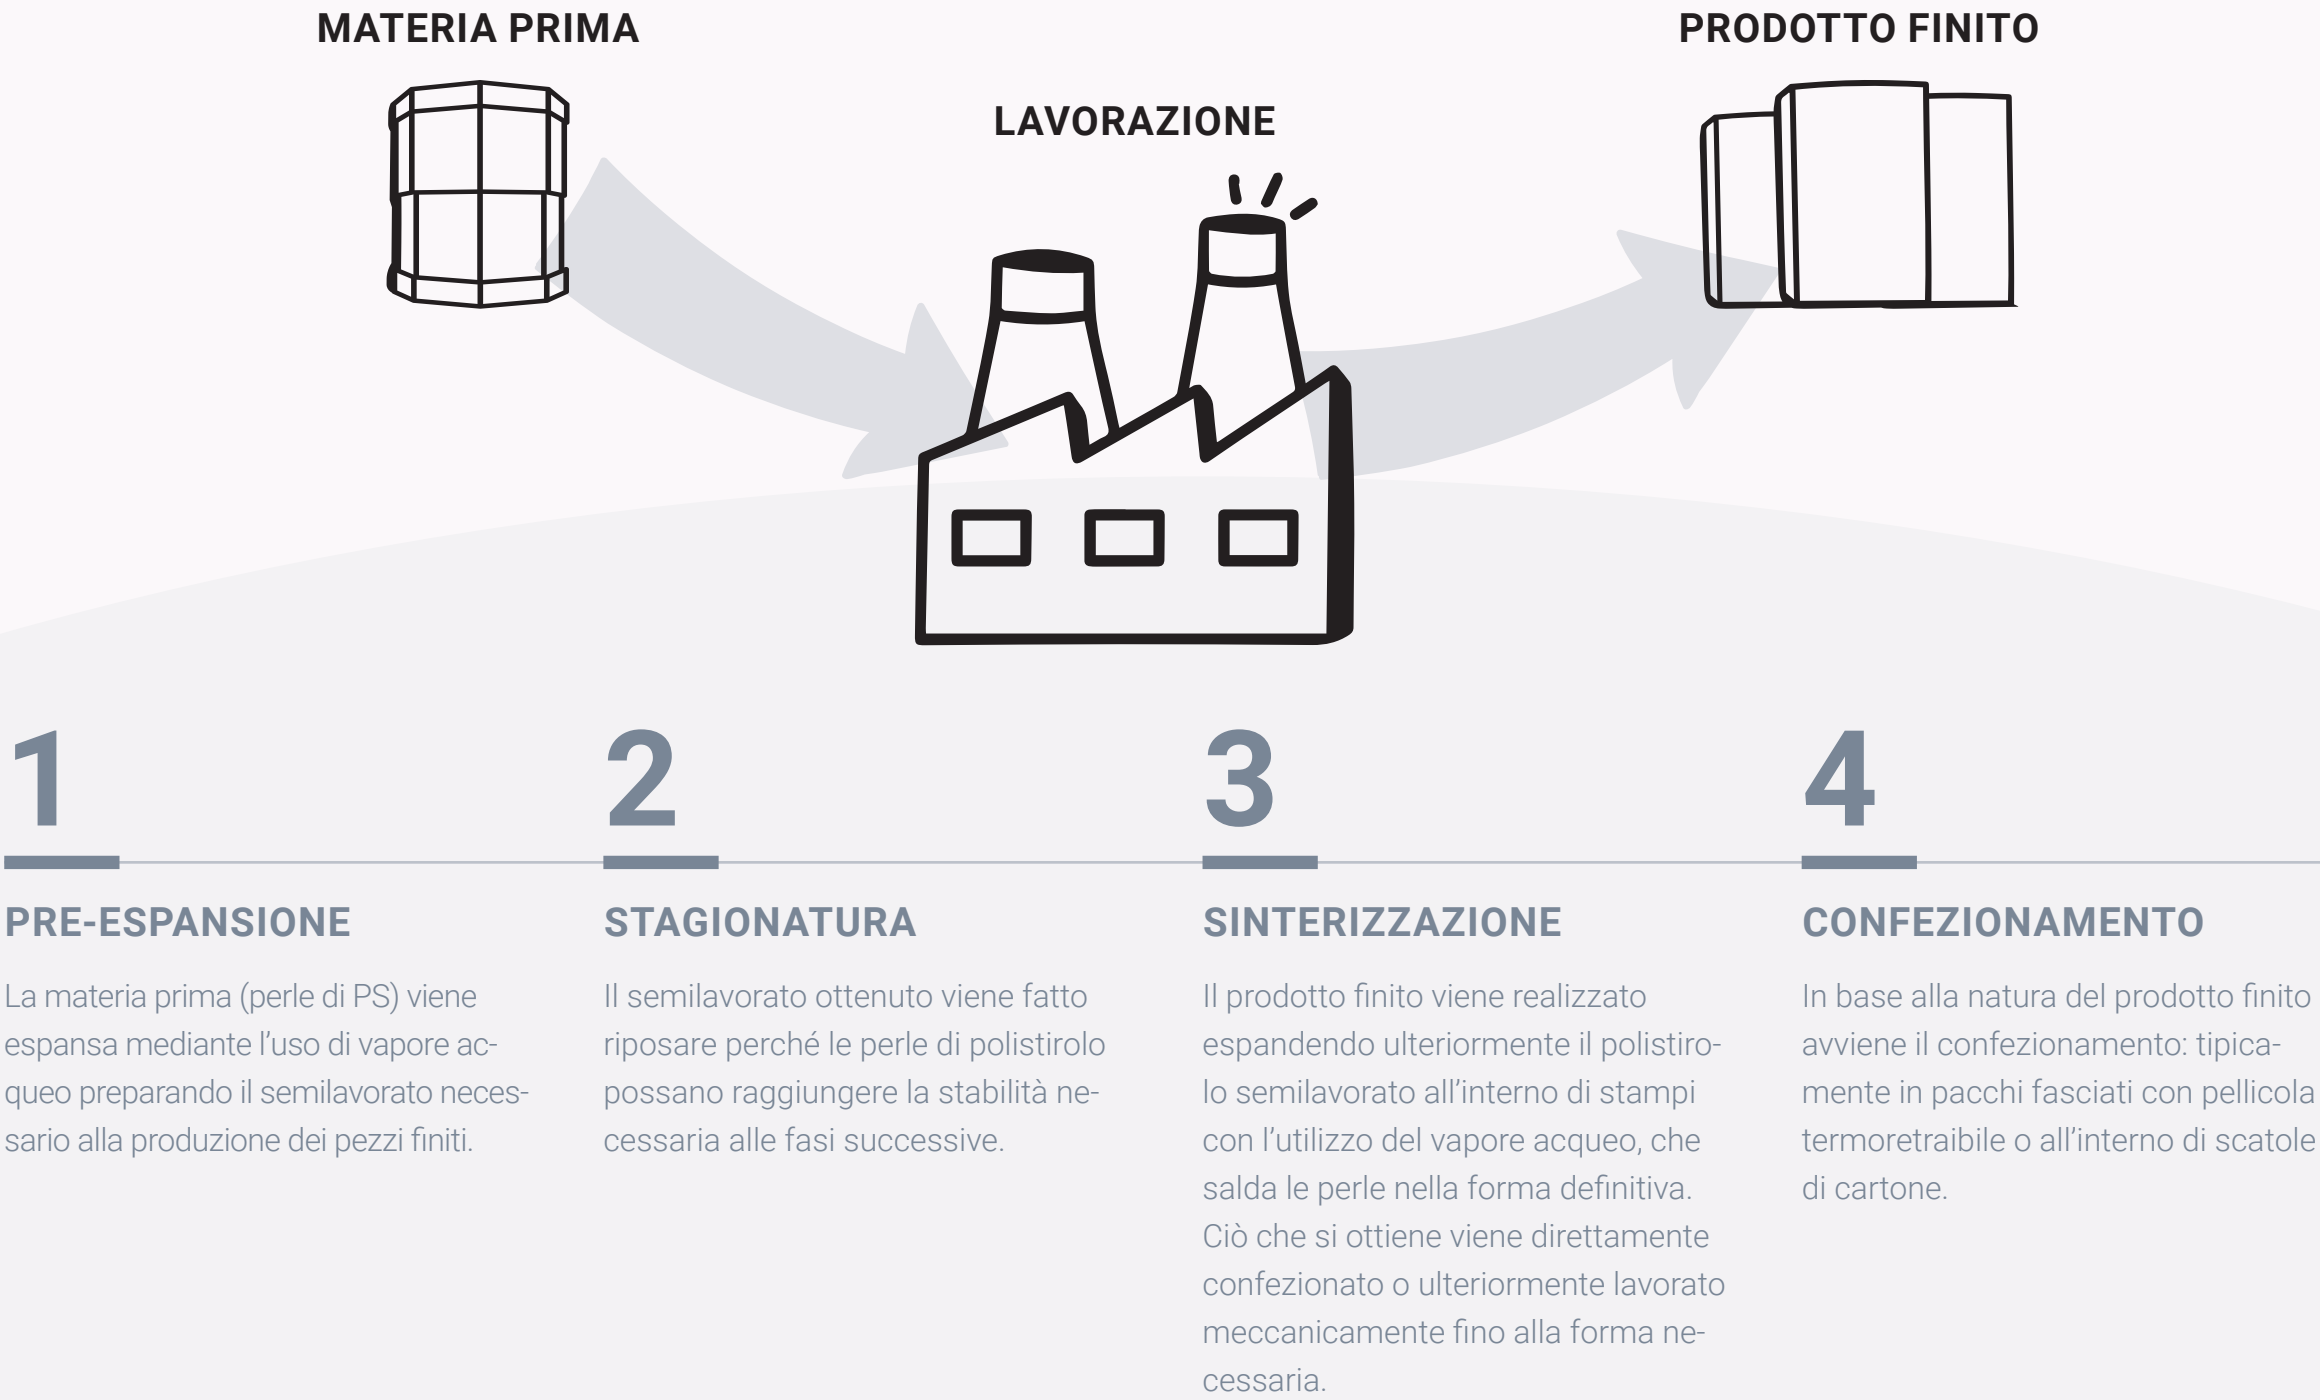 MATERIA PRIMA
PRODOTTO FINITO
LAVORAZIONE
1
PRE-ESPANSIONE
La materia prima (perle di PS) viene
espansa mediante l’uso di vapore ac-
queo preparando il semilavorato neces-
sario alla produzione dei pezzi finiti.
2
STAGIONATURA
Il semilavorato ottenuto viene fatto
riposare perché le perle di polistirolo
possano raggiungere la stabilità ne-
cessaria alle fasi successive.
3
SINTERIZZAZIONE
Il prodotto finito viene realizzato
espandendo ulteriormente il polistiro-
lo semilavorato all’interno di stampi
con l’utilizzo del vapore acqueo, che
salda le perle nella forma definitiva.
Ciò che si ottiene viene direttamente
confezionato o ulteriormente lavorato
meccanicamente fino alla forma ne-
cessaria.
4
CONFEZIONAMENTO
In base alla natura del prodotto finito
avviene il confezionamento: tipica-
mente in pacchi fasciati con pellicola
termoretraibile o all’interno di scatole
di cartone.